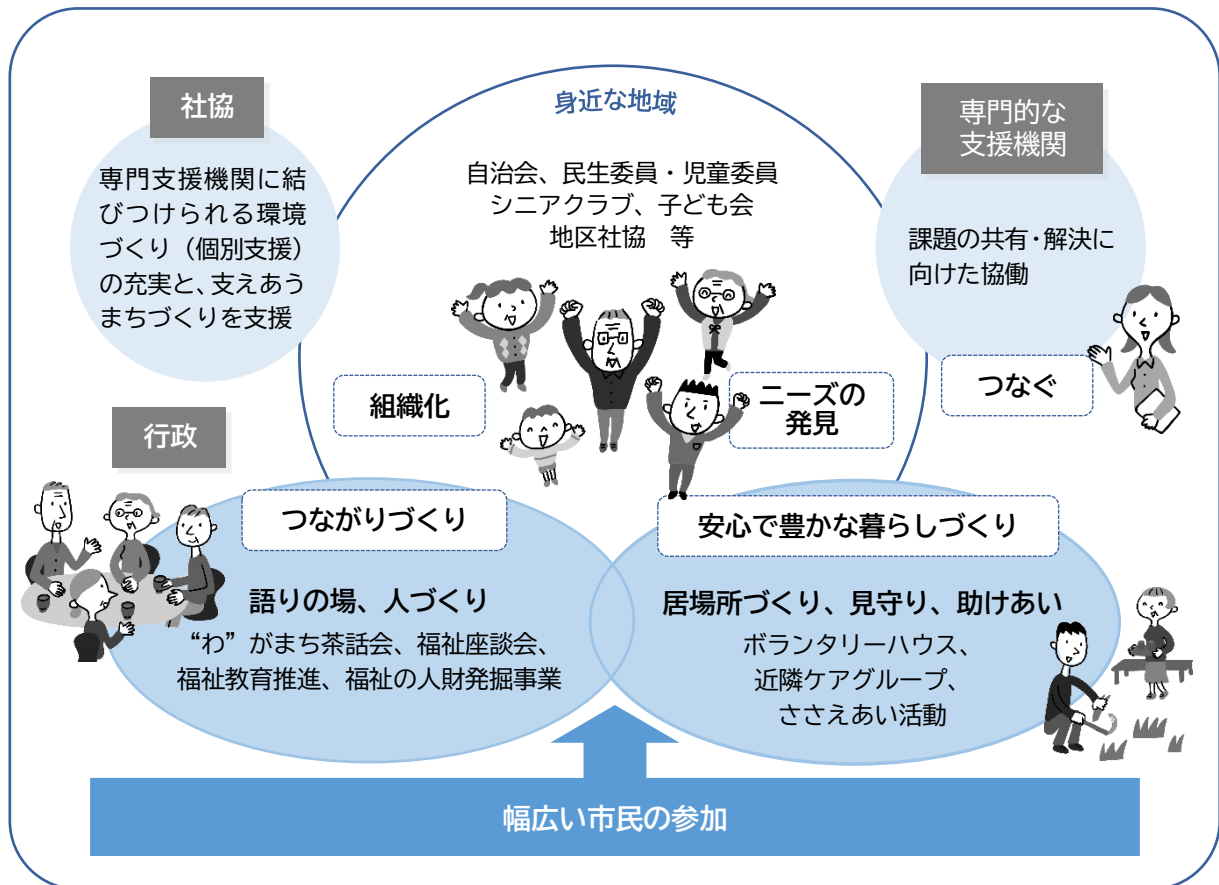 身近な地域
自治会、民生委員・児童委員
シニアクラブ、子ども会
地区社協　等
社協
専門支援機関に結
びつけられる環境
づくり（個別支援）
の充実と、支えあう
まちづくりを支援
専門的な
支援機関
課題の共有・解決に
向けた協働
つなぐ
組織化
ニーズの
発見
行政
つながりづくり
語りの場、人づくり
“わ”がまち茶話会、福祉座談会、
福祉教育推進、福祉の人財発掘事業
安心で豊かな暮らしづくり
居場所づくり、見守り、助けあい
ボランタリーハウス、
近隣ケアグループ、
ささえあい活動
幅広い市民の参加